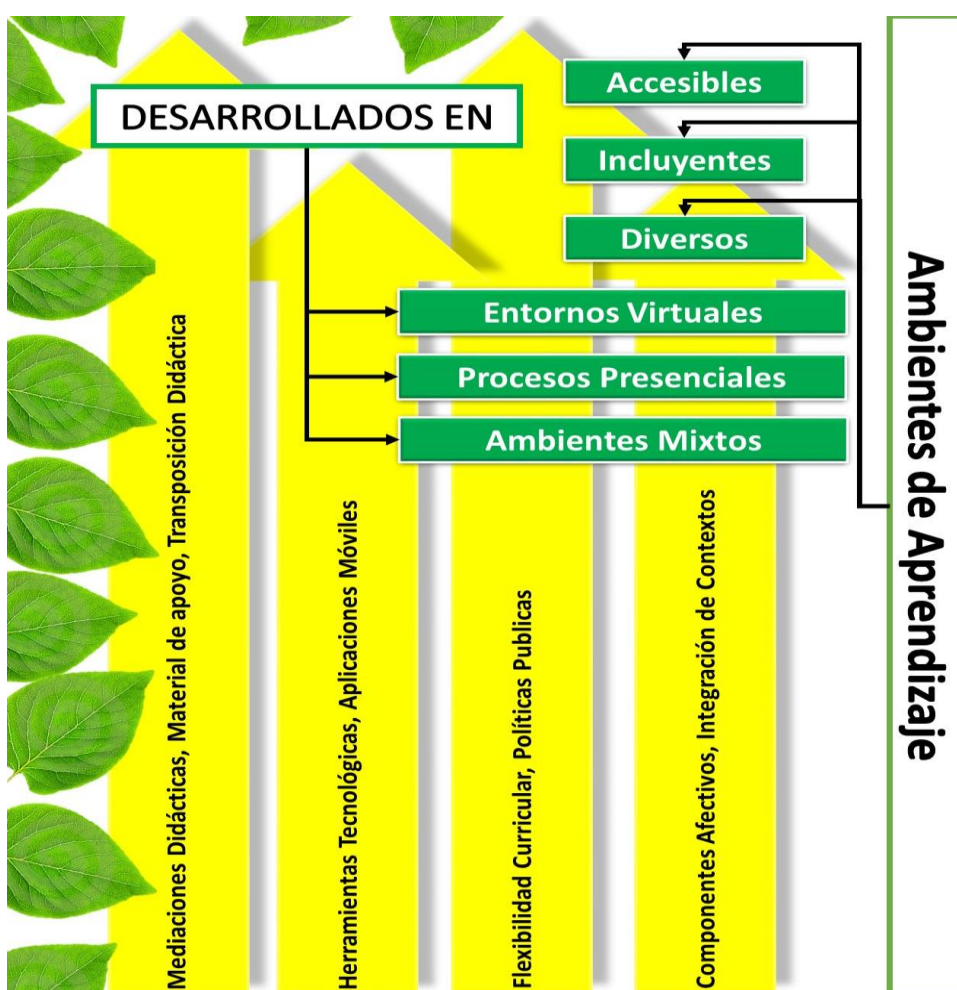 Accesibles
DESARROLLADOS EN
Incluyentes
Diversos
Entornos Virtuales
Procesos Presenciales
Ambientes Mixtos
Mediaciones Didácticas, Material de apoyo, Transposición Didáctica
Herramientas Tecnológicas, Aplicaciones Móviles
Flexibilidad Curricular, Políticas Publicas
Componentes Afectivos, Integración de Contextos
Ambientes de Aprendizaje